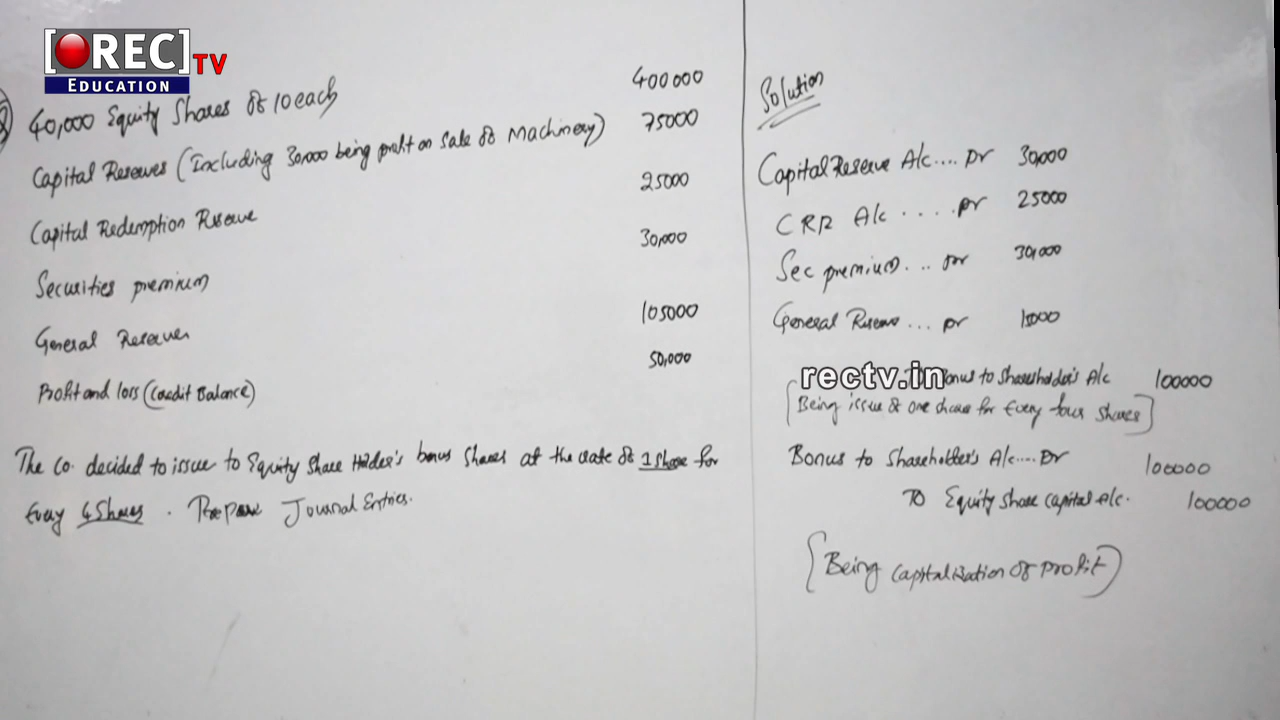 [REC] TV
EDUCATION
40,000 Equity Shares of 10 each 400000
Capital Reserves (Including 30,000 being profit on Sale of Machinery) 75000
Capital Redemption Reserve 25000
Securities premium 30,000
General Reserves 105000
Profit and loss (Credit Balance) 50,000
The Co. decided to issue to Equity Share Holder's bonus shares at the rate of 1 Share for
Every 4 Shares. Prepare Journal Entries.
Solution
Capital Reserve A/c.... Dr 30,000
CRR A/c ..... Dr 25000
Sec premium... Dr 30,000
General Reserve... Dr 15000
rectv.in
Bonus to Shareholder's A/c 100000
(Being issue of one share for Every four Shares)
Bonus to Shareholder's A/c.... Dr 100000
To Equity Share Capital A/c. 100000
(Being Capitalisation of Profit)